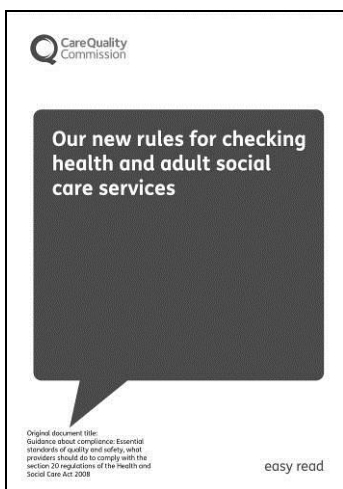 CareQuality
Commission
Our new rules for checking
health and adult social
care services
Original document title:
Guidance about compliance: Essential
standards of quality and safety, what
providers should do to comply with the
section 20 regulations of the Health and
Social Care Act 2008
easy read